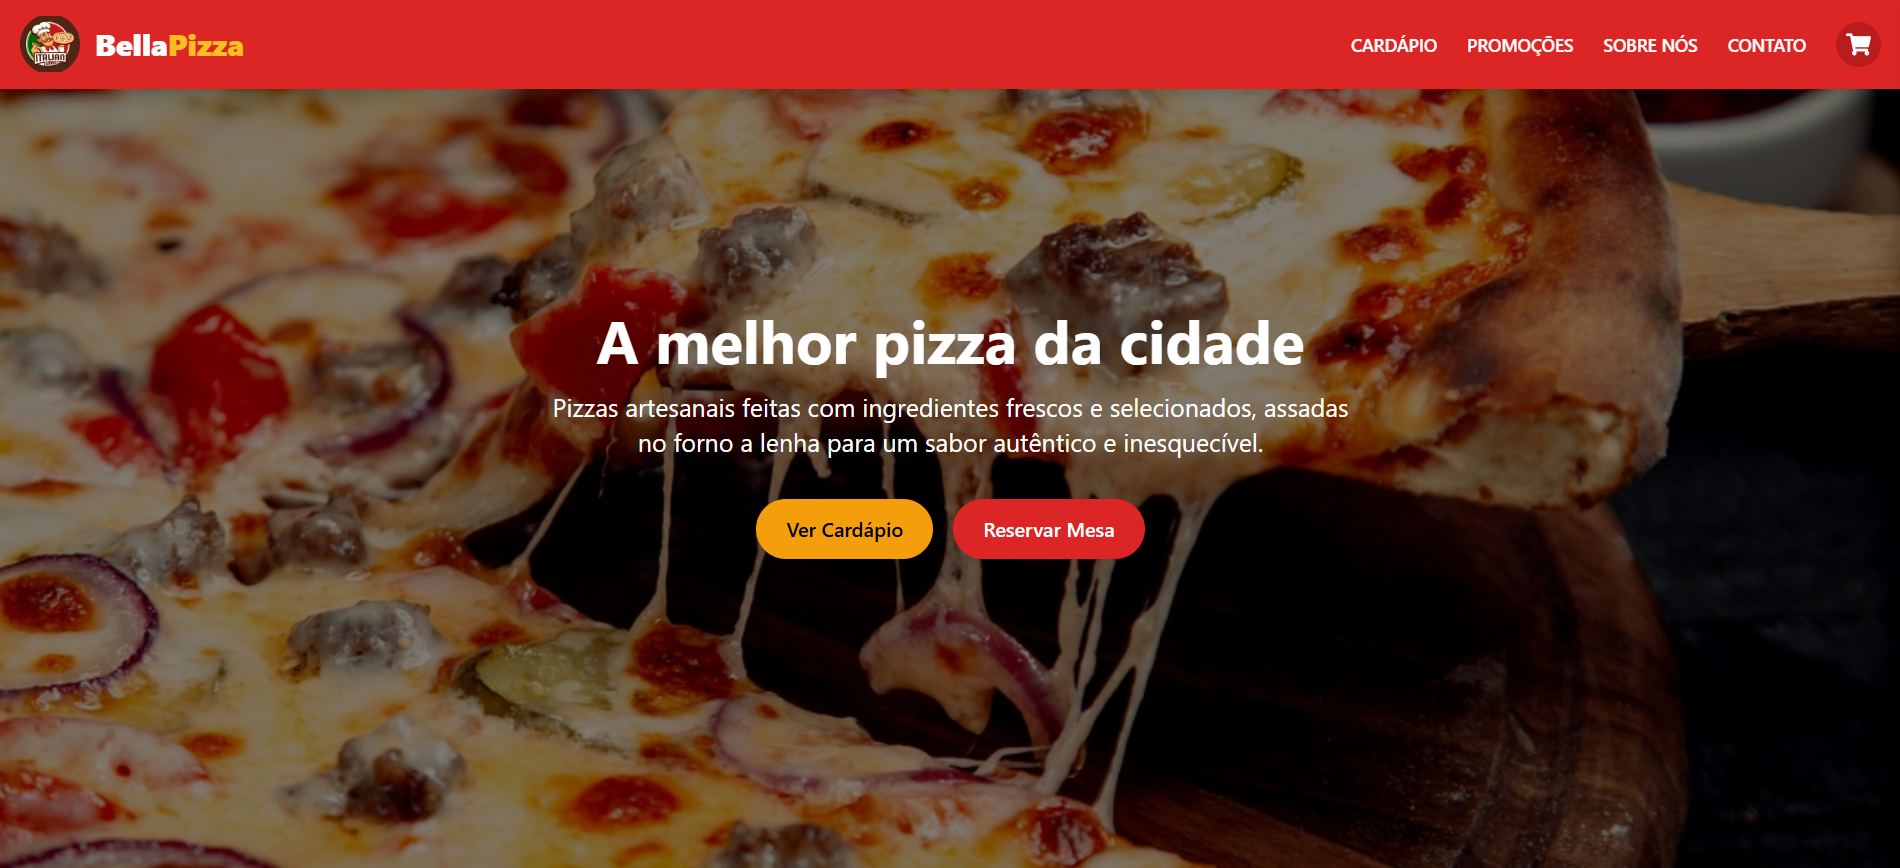 ITALIAN
BellaPizza
CARDÁPIO
PROMOÇÕES
SOBRE NÓS
CONTATO
A melhor pizza da cidade
Pizzas artesanais feitas com ingredientes frescos e selecionados, assadas
no forno a lenha para um sabor autêntico e inesquecível.
Ver Cardápio
Reservar Mesa